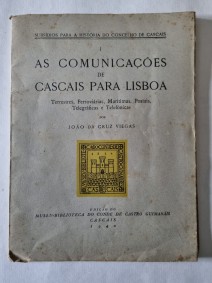 SUBSÍDIOS PARA A HISTÓRIA DO CONCELHO DE CASCAIS
I
AS COMUNICAÇÕES
DE
CASCAIS PARA LISBOA
Terrestres, Ferroviárias, Marítimas, Postais,
Telegráficas e Telefónicas
POR
JOÃO DA CRUZ VIEGAS
EDIÇÃO DO
MUSEU-BIBLIOTECA DO CONDE DE CASTRO GUIMARÃES
CASCAIS
1940